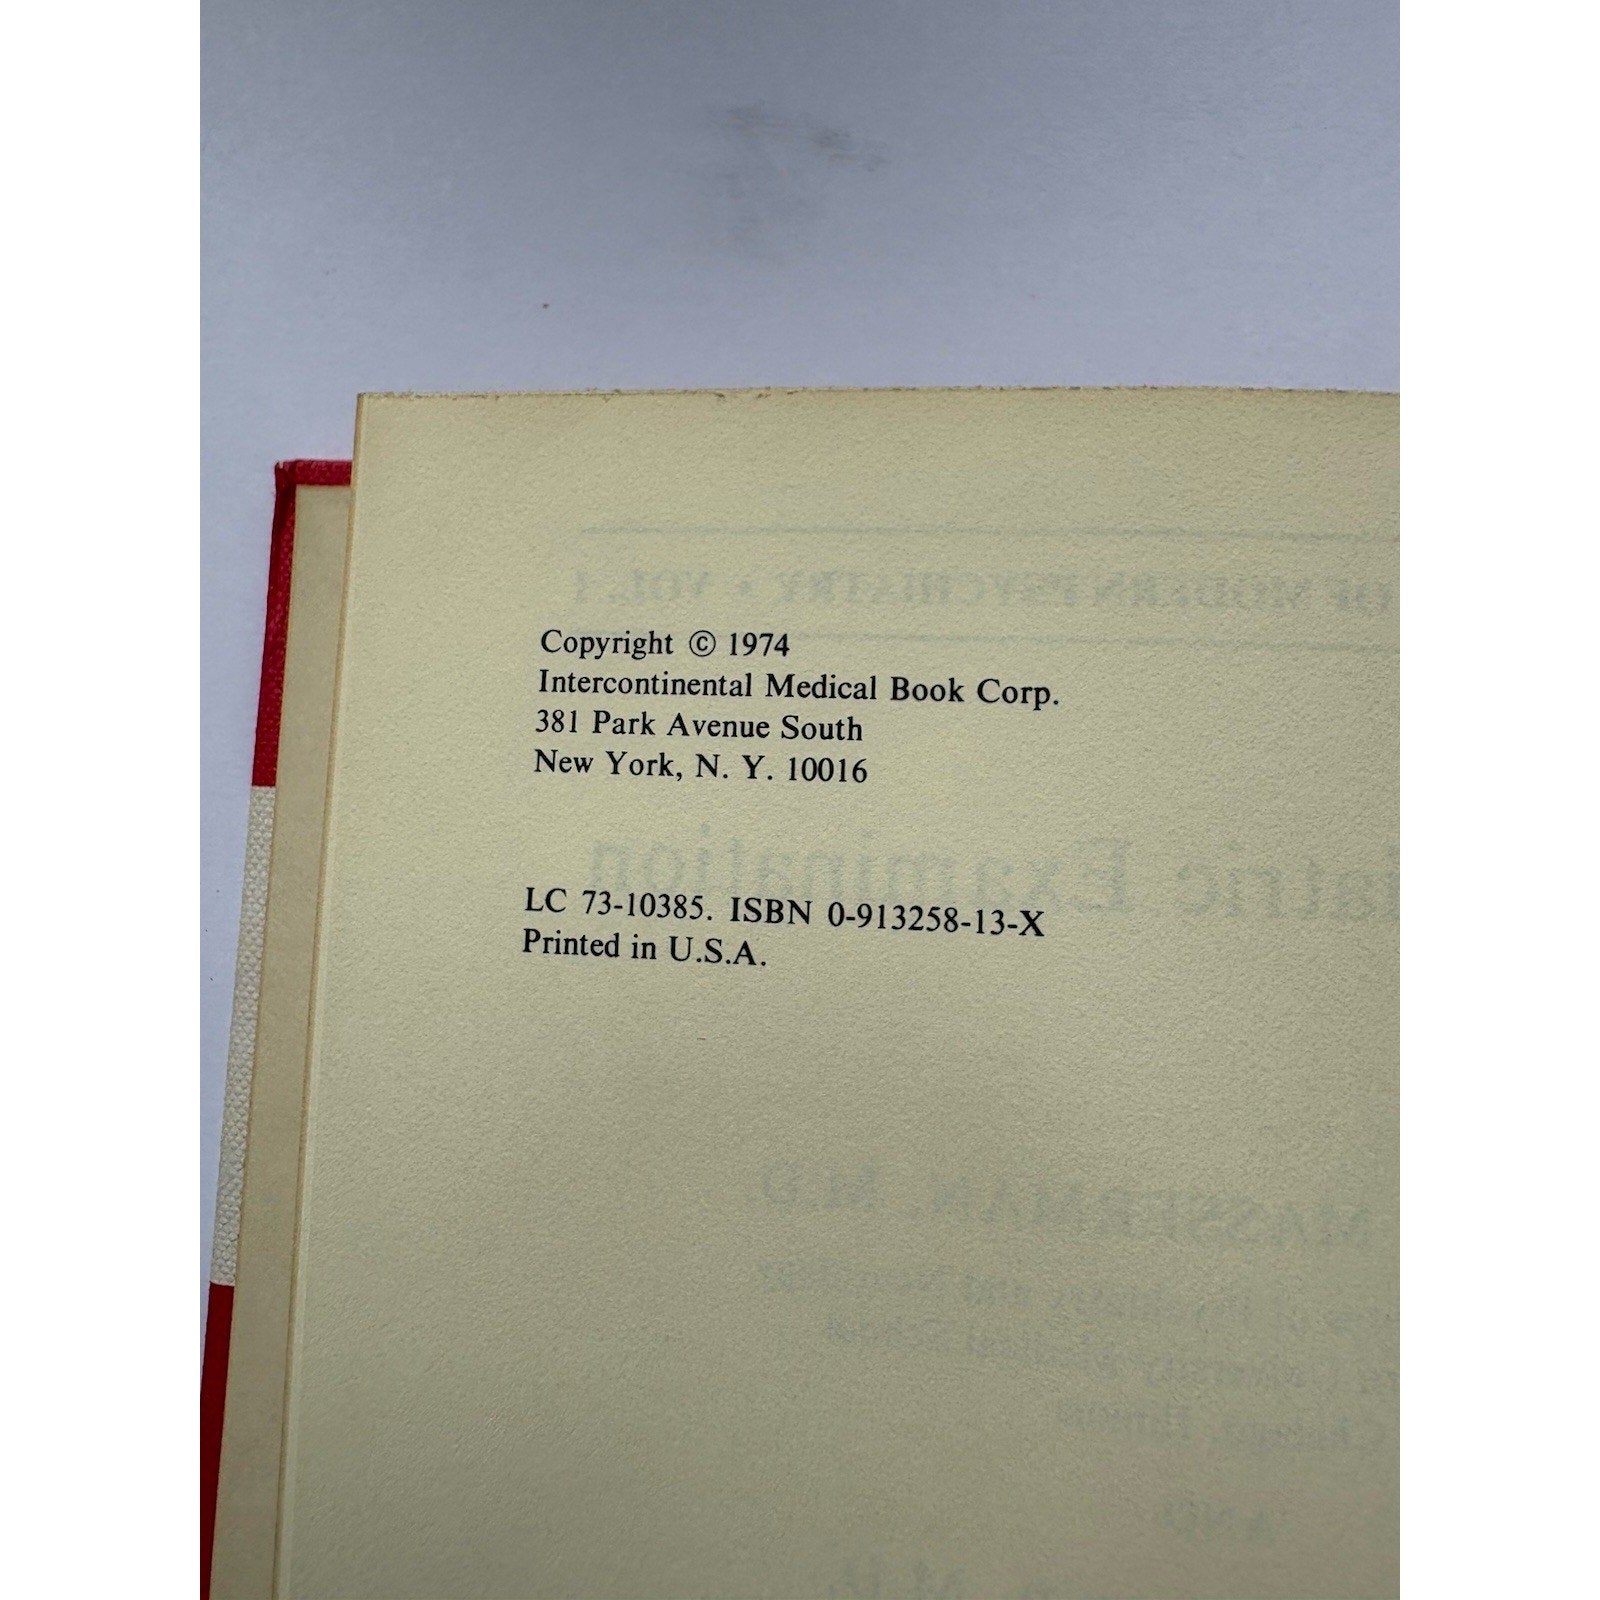 Copyright © 1974
Intercontinental Medical Book Corp.
381 Park Avenue South
New York, N. Y. 10016
LC 73-10385. ISBN 0-913258-13-X
Printed in U.S.A.